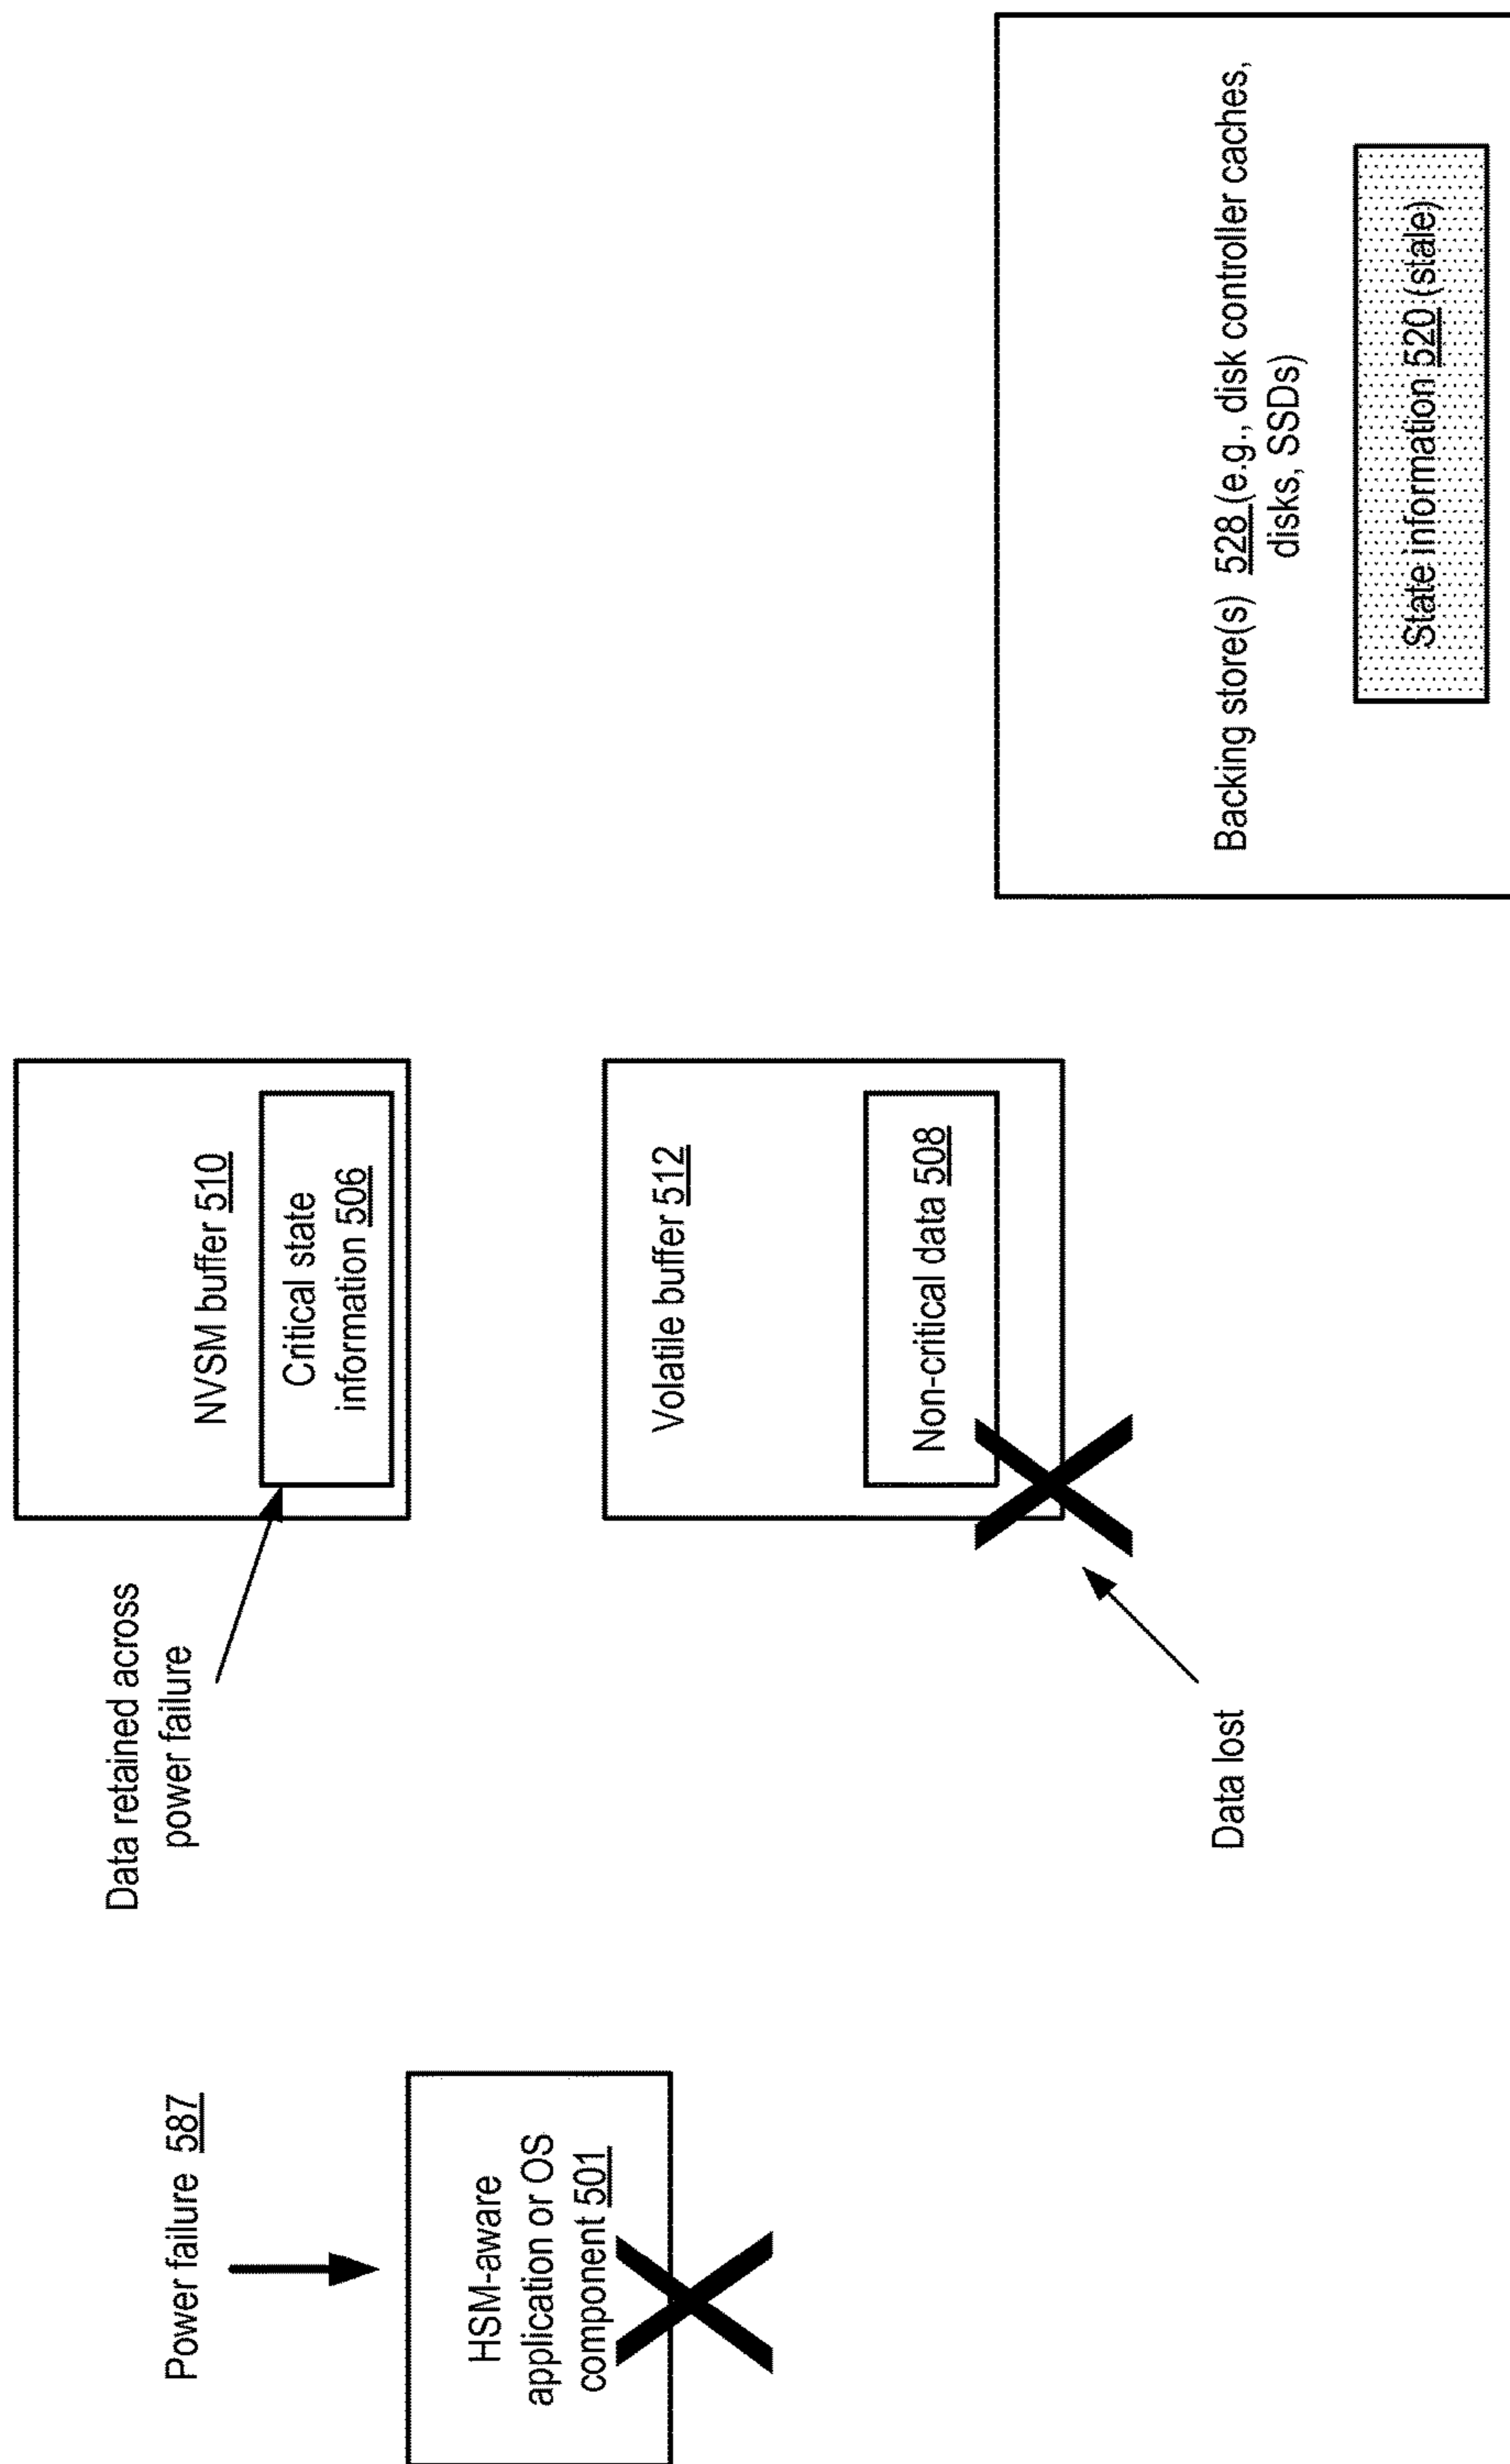 Power failure 587
HSM-aware
application or OS
component 501
Data retained across
power failure
NVSM buffer 510
Critical state
information 506
Volatile buffer 512
Non-critical data 508
Data lost
Backing store(s) 528 (e.g., disk controller caches,
disks, SSDs)
State information 520 (stale)